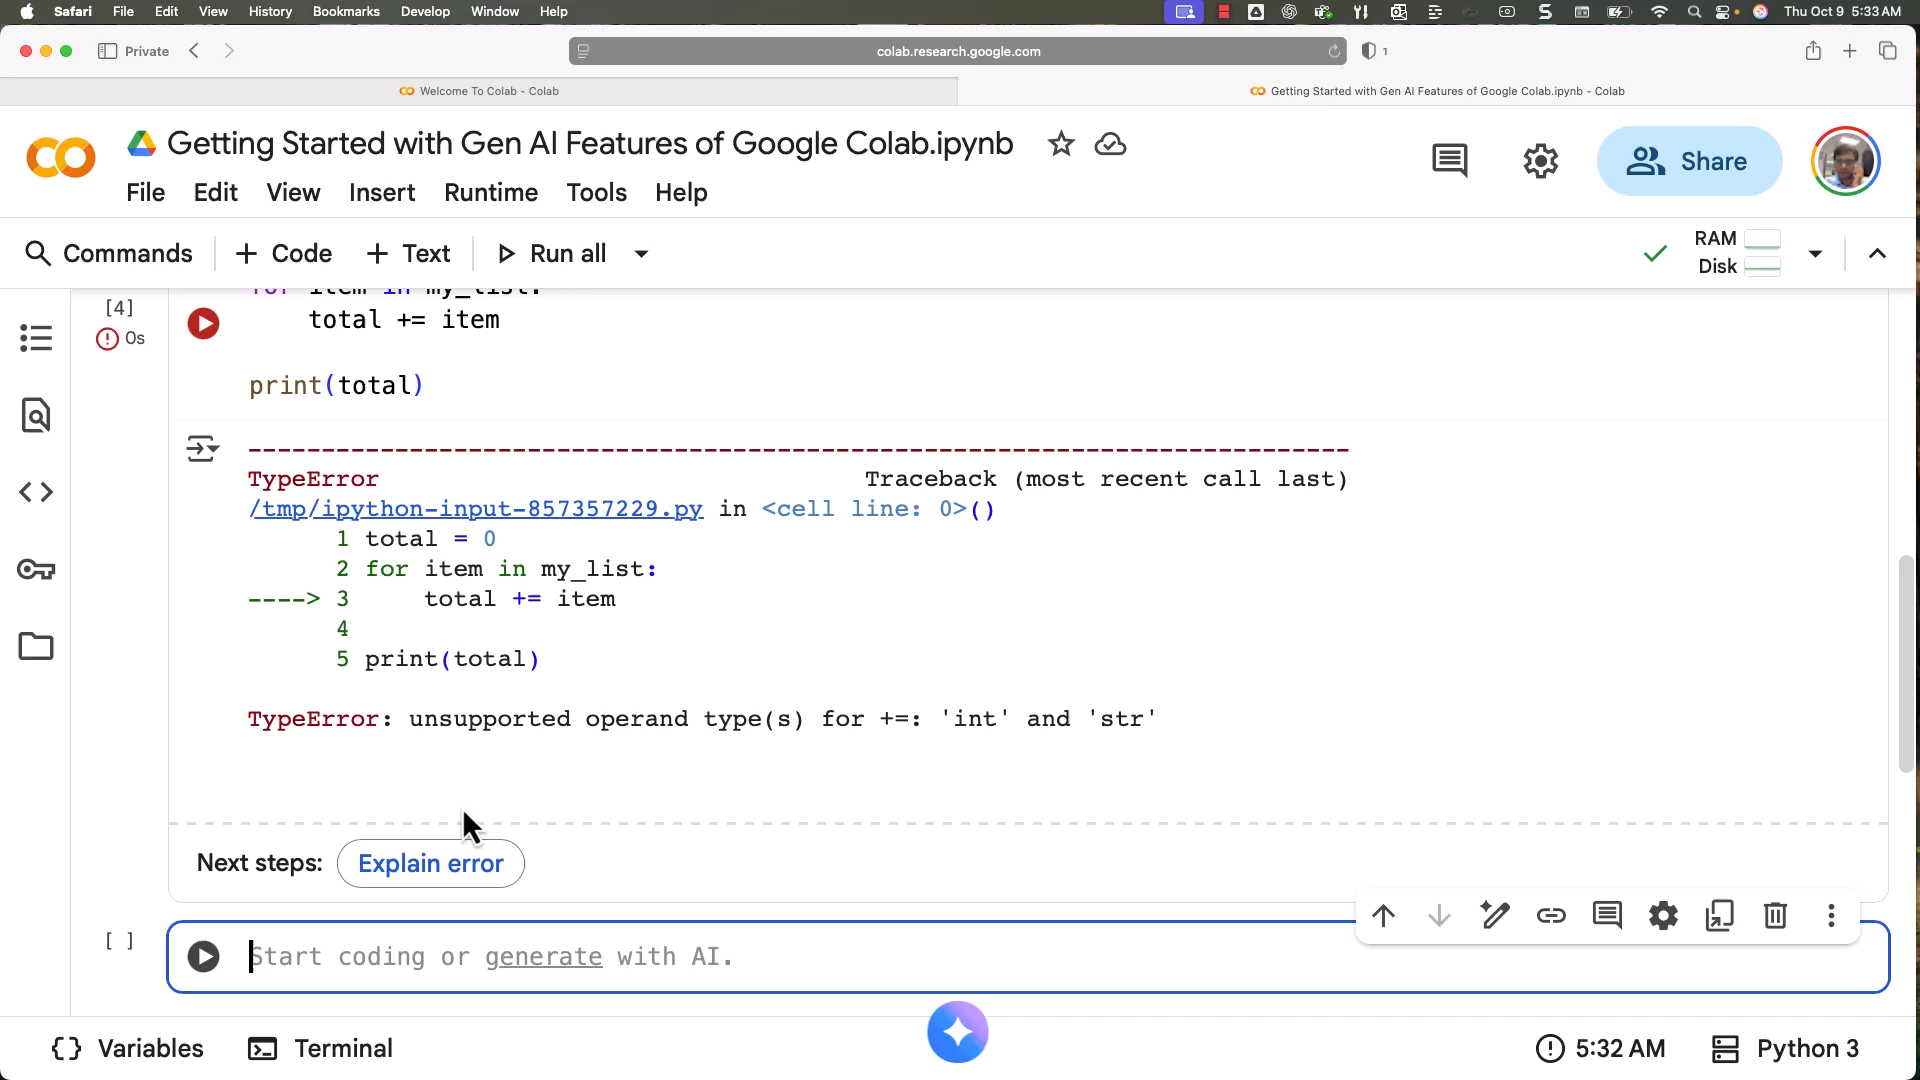 Safari File Edit View History Bookmarks Develop Window Help Thu Oct 9 5:33 AM
Private colab.research.google.com 1
Welcome To Colab - Colab
Getting Started with Gen AI Features of Google Colab.ipynb - Colab
Getting Started with Gen AI Features of Google Colab.ipynb
Share
File Edit View Insert Runtime Tools Help
Commands + Code + Text Run all
RAM
Disk
for item in my_list:
[4]
0s
total += item
print(total)
---------------------------------------------------------------------------
TypeError Traceback (most recent call last)
/tmp/ipython-input-857357229.py in <cell line: 0>()
1 total = 0
2 for item in my_list:
----> 3 total += item
4
5 print(total)
TypeError: unsupported operand type(s) for +=: 'int' and 'str'
Next steps: Explain error
[ ]
Start coding or generate with AI.
{} Variables Terminal 5:32 AM Python 3